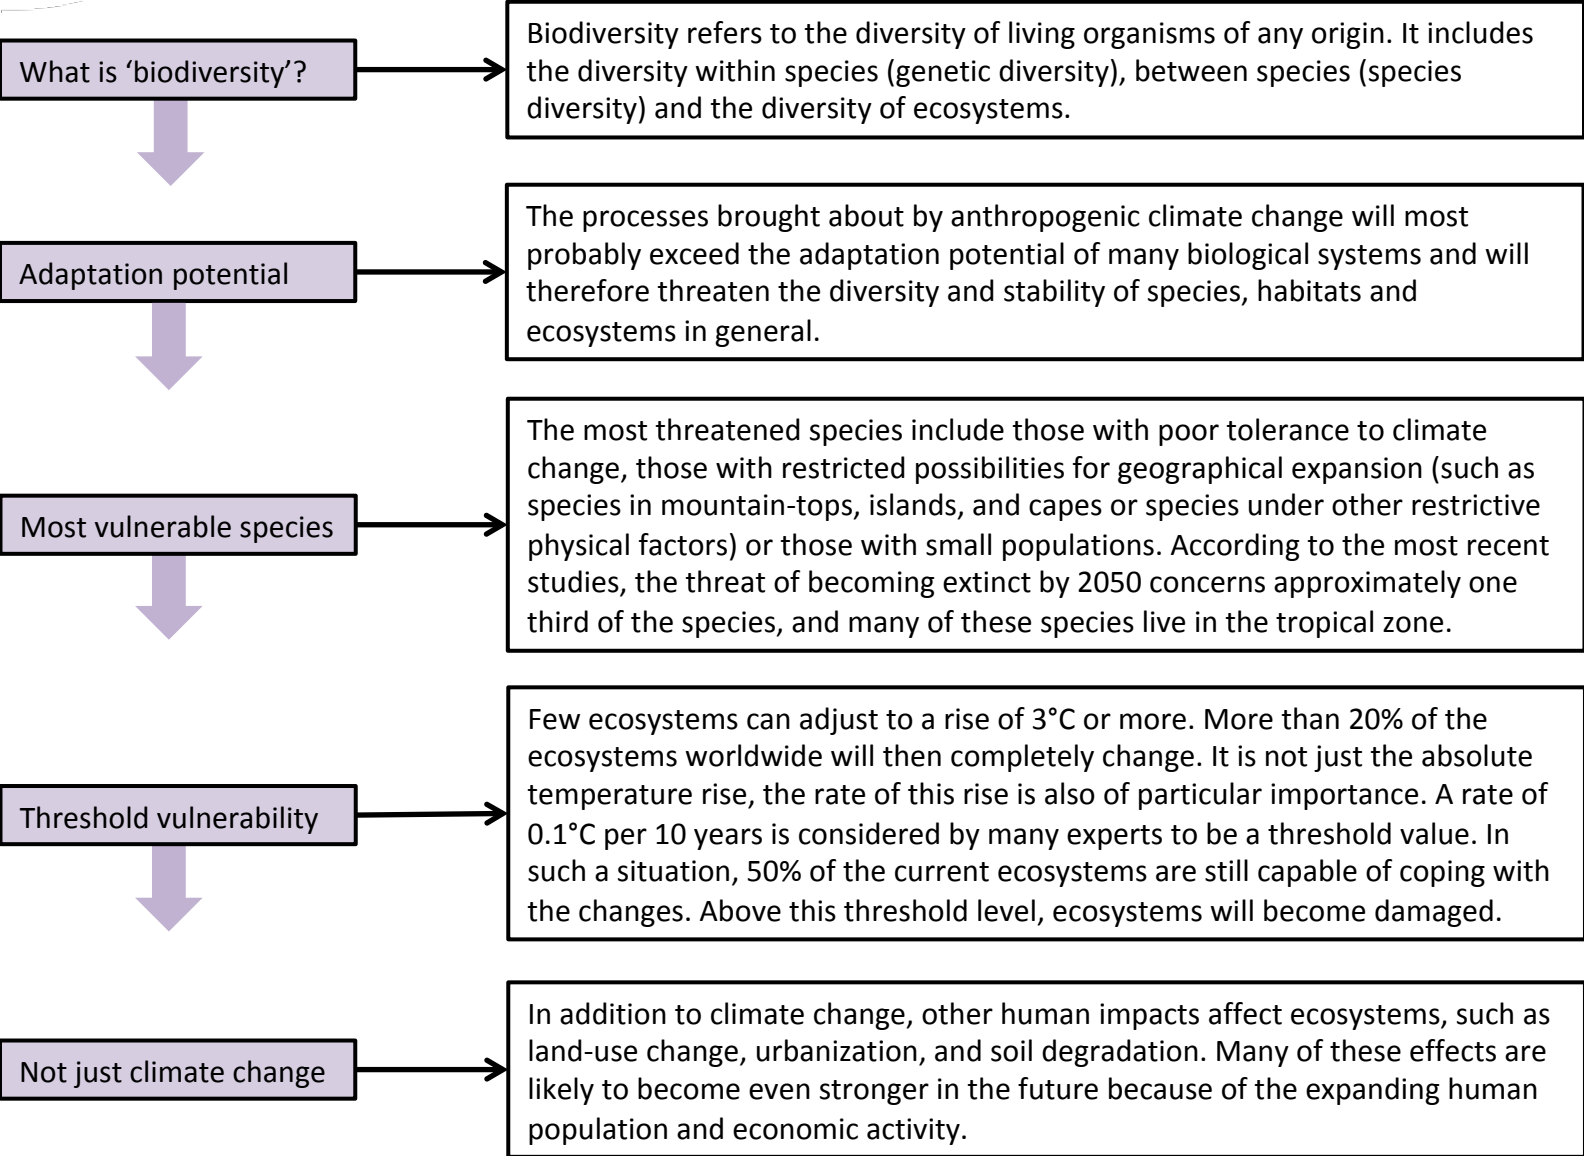 What is ‘biodiversity’?
Biodiversity refers to the diversity of living organisms of any origin. It includes
the diversity within species (genetic diversity), between species (species
diversity) and the diversity of ecosystems.
Adaptation potential
The processes brought about by anthropogenic climate change will most
probably exceed the adaptation potential of many biological systems and will
therefore threaten the diversity and stability of species, habitats and
ecosystems in general.
Most vulnerable species
The most threatened species include those with poor tolerance to climate
change, those with restricted possibilities for geographical expansion (such as
species in mountain-tops, islands, and capes or species under other restrictive
physical factors) or those with small populations. According to the most recent
studies, the threat of becoming extinct by 2050 concerns approximately one
third of the species, and many of these species live in the tropical zone.
Threshold vulnerability
Few ecosystems can adjust to a rise of 3°C or more. More than 20% of the
ecosystems worldwide will then completely change. It is not just the absolute
temperature rise, the rate of this rise is also of particular importance. A rate of
0.1°C per 10 years is considered by many experts to be a threshold value. In
such a situation, 50% of the current ecosystems are still capable of coping with
the changes. Above this threshold level, ecosystems will become damaged.
Not just climate change
In addition to climate change, other human impacts affect ecosystems, such as
land-use change, urbanization, and soil degradation. Many of these effects are
likely to become even stronger in the future because of the expanding human
population and economic activity.